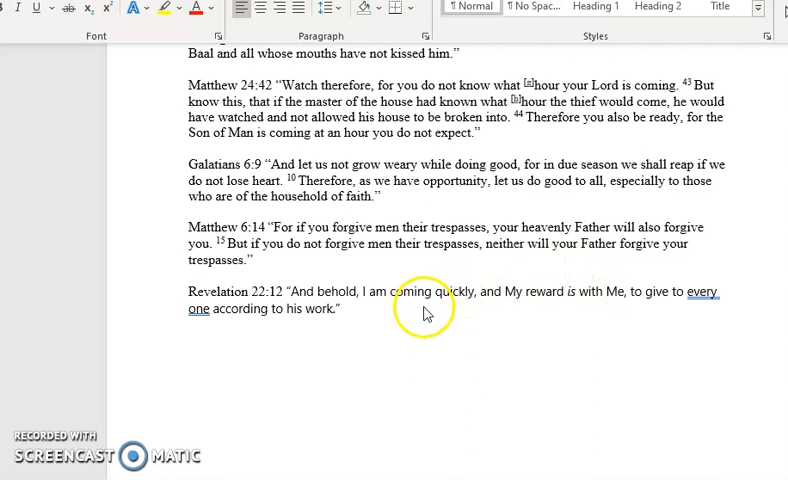 I U ab x₂ x² A A
Font Paragraph Styles
¶ Normal ¶ No Spac... Heading 1 Heading 2 Title
Baal and all whose mouths have not kissed him.”
Matthew 24:42 “Watch therefore, for you do not know what [g]hour your Lord is coming. 43 But
know this, that if the master of the house had known what [h]hour the thief would come, he would
have watched and not allowed his house to be broken into. 44 Therefore you also be ready, for the
Son of Man is coming at an hour you do not expect.”
Galatians 6:9 “And let us not grow weary while doing good, for in due season we shall reap if we
do not lose heart. 10 Therefore, as we have opportunity, let us do good to all, especially to those
who are of the household of faith.”
Matthew 6:14 “For if you forgive men their trespasses, your heavenly Father will also forgive
you. 15 But if you do not forgive men their trespasses, neither will your Father forgive your
trespasses.”
Revelation 22:12 “And behold, I am coming quickly, and My reward is with Me, to give to every
one according to his work.”
RECORDED WITH
SCREENCAST MATIC